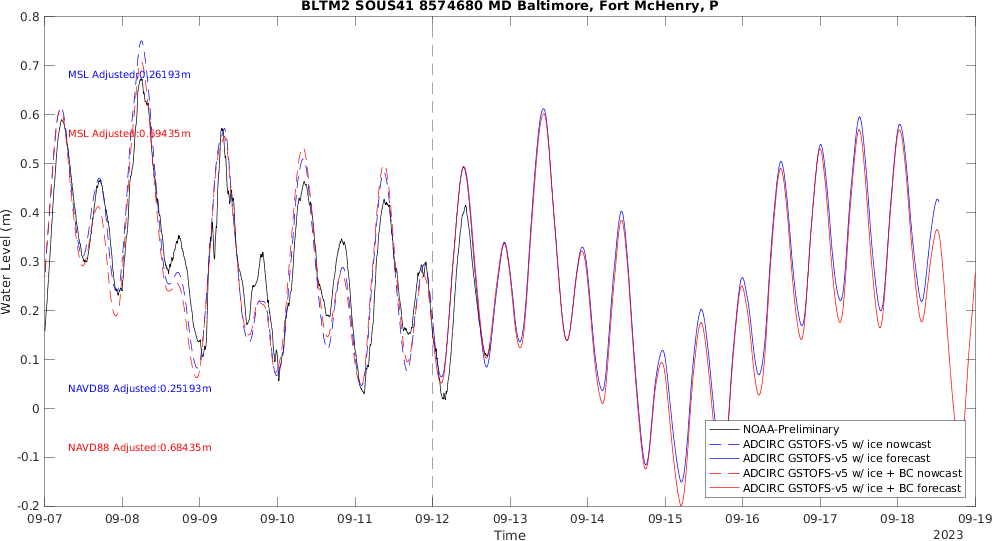 BLTM2 SOUS41 8574680 MD Baltimore, Fort McHenry, P
0.8
0.7
0.6
0.5
0.4
0.3
0.2
0.1
0
-0.1
-0.2
Water Level (m)
MSL Adjusted:0.26193m
MSL Adjusted:0.69435m
NAVD88 Adjusted:0.25193m
NAVD88 Adjusted:0.68435m
NOAA-Preliminary
ADCIRC GSTOFS-v5 w/ ice nowcast
ADCIRC GSTOFS-v5 w/ ice forecast
ADCIRC GSTOFS-v5 w/ ice + BC nowcast
ADCIRC GSTOFS-v5 w/ ice + BC forecast
09-07 09-08 09-09 09-10 09-11 09-12 09-13 09-14 09-15 09-16 09-17 09-18 09-19
Time
2023